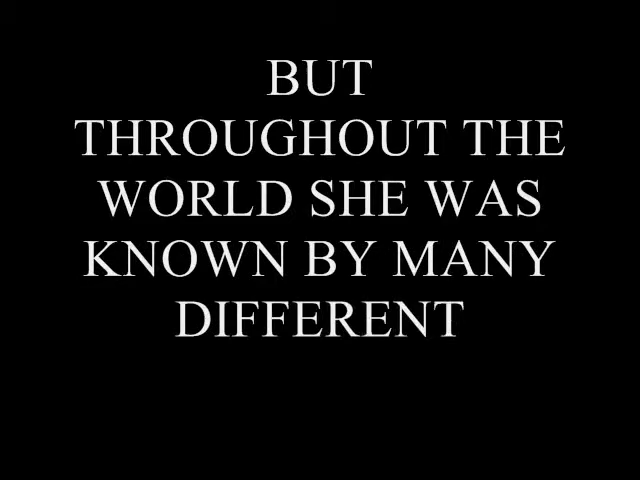 BUT
THROUGHOUT THE
WORLD SHE WAS
KNOWN BY MANY
DIFFERENT